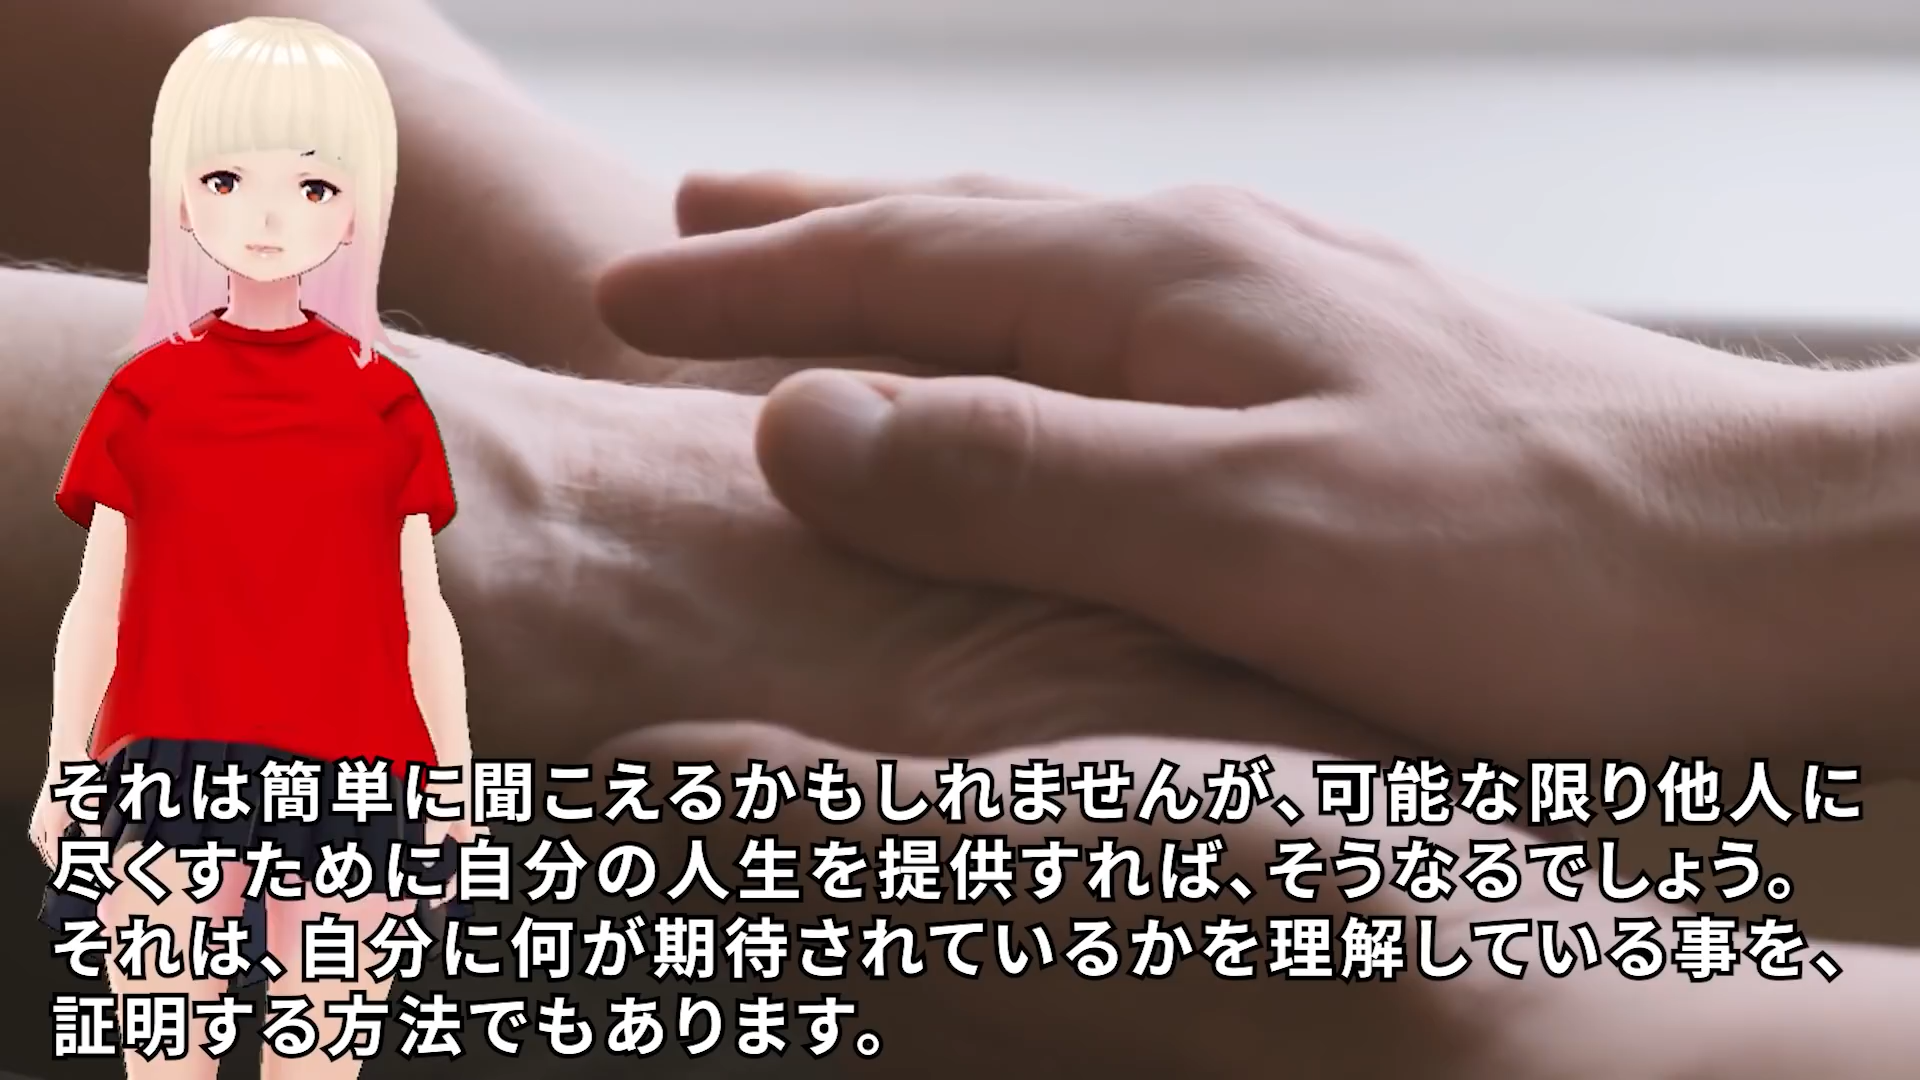 それは簡単に聞こえるかもしれませんが、可能な限り他人に
尽くすために自分の人生を提供すれば、そうなるでしょう。
それは、自分に何が期待されているかを理解している事を、
証明する方法でもあります。